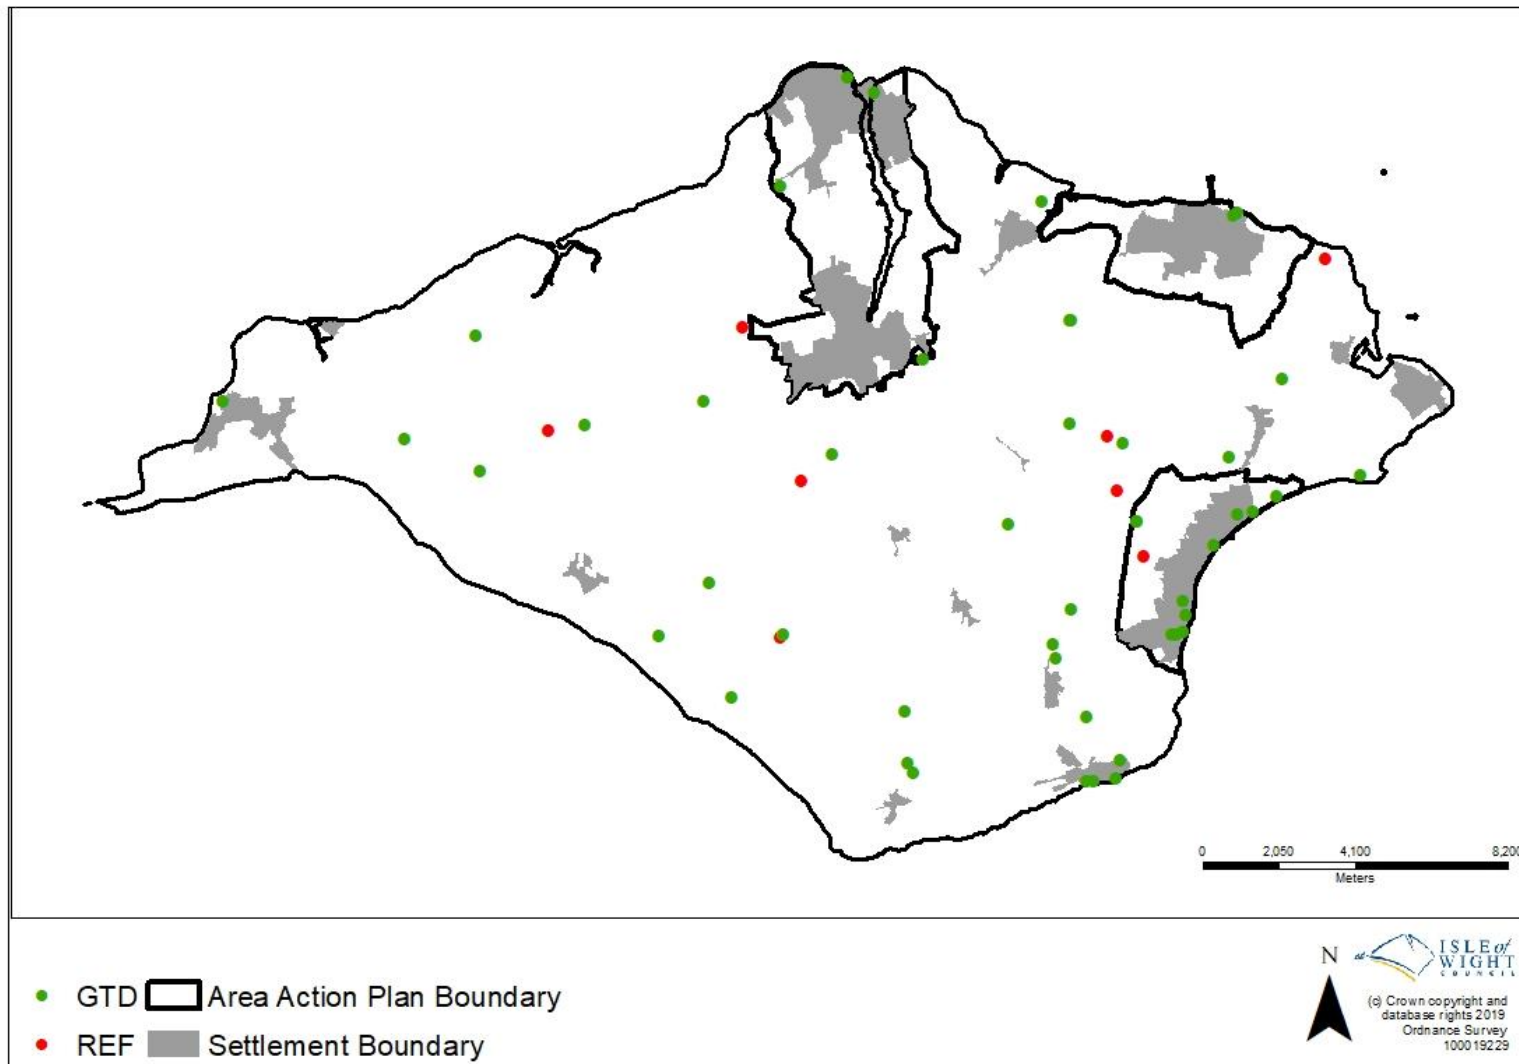 0 2,050 4,100 8,200
Meters
N
ISLE of
WIGHT
COUNCIL
GTD Area Action Plan Boundary
REF Settlement Boundary
(c) Crown copyright and
database rights 2019
Ordnance Survey
100019229